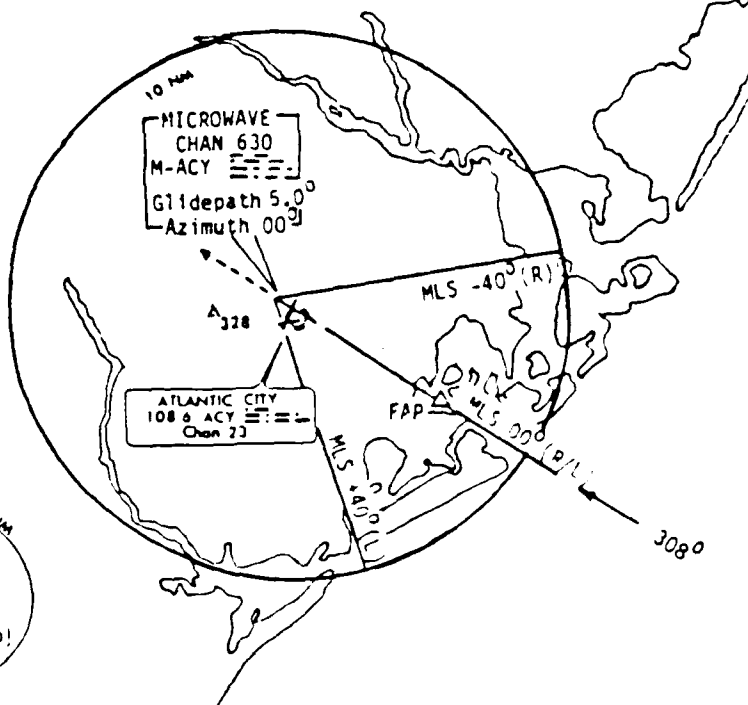 10 NM
MICROWAVE
CHAN 630
M-ACY
Glidepath 5.0°
Azimuth 00°
MLS -40° (R)
328
ATLANTIC CITY
108 6 ACY
Chan 23
FAP
MLS 00° (R/L)
MLS +40° (L
308°